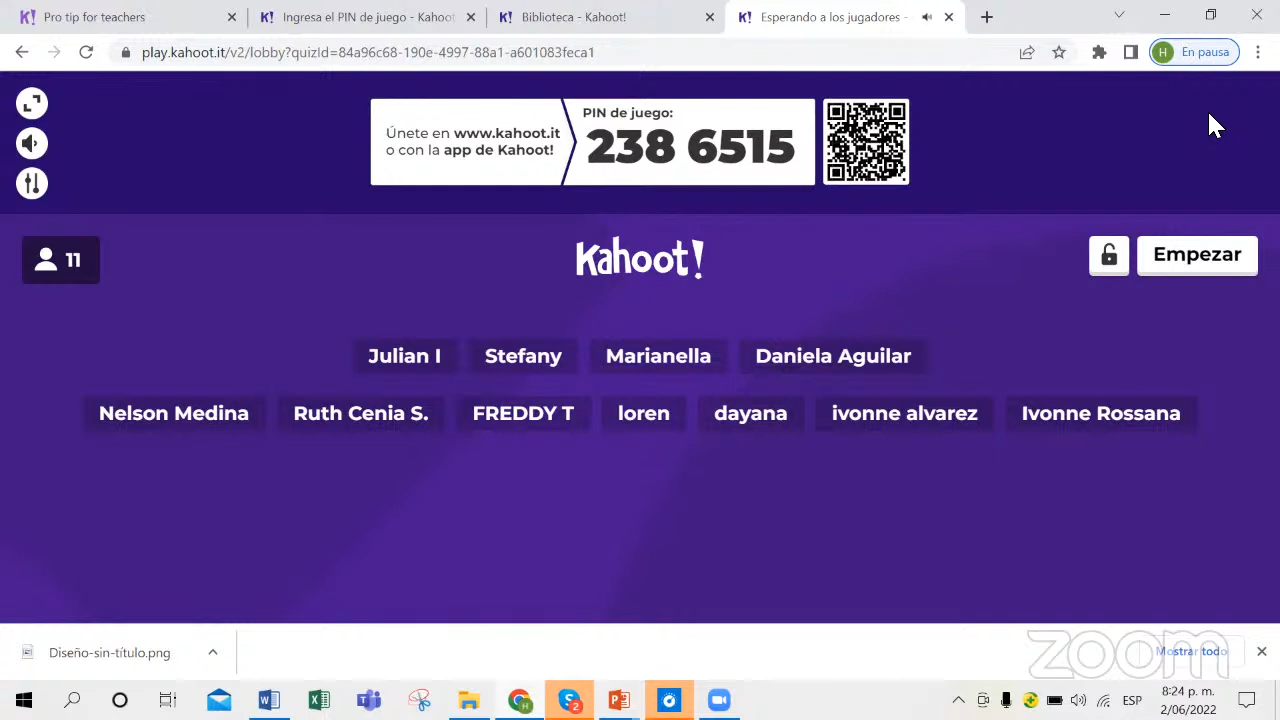 Pro tip for teachers
Ingresa el PIN de juego - Kahoot
Biblioteca - Kahoot!
Esperando a los jugadores -
play.kahoot.it/v2/lobby?quizId=84a96c68-190e-4997-88a1-a601083feca1
H
En pausa
Únete en www.kahoot.it
o con la app de Kahoot!
PIN de juego:
238 6515
11
Kahoot!
Empezar
Julian I
Stefany
Marianella
Daniela Aguilar
Nelson Medina
Ruth Cenia S.
FREDDY T
loren
dayana
ivonne alvarez
Ivonne Rossana
Diseño-sin-título.png
Mostrar todo
zoom
2
ESP
8:24 p. m.
2/06/2022